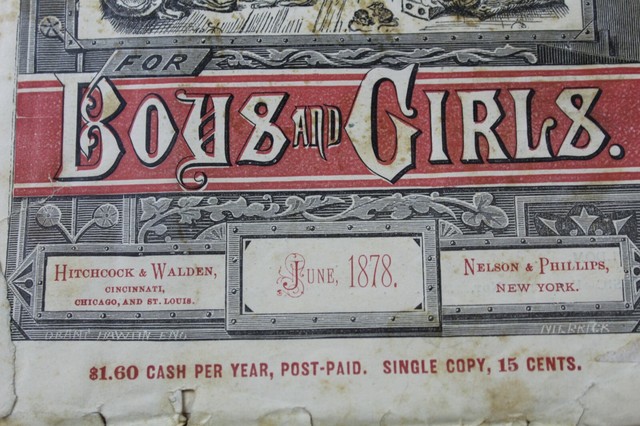 FOR
BOYS AND GIRLS.
HITCHCOCK & WALDEN,
CINCINNATI,
CHICAGO, AND ST. LOUIS.
JUNE, 1878.
NELSON & PHILLIPS,
NEW YORK.
$1.60 CASH PER YEAR, POST-PAID. SINGLE COPY, 15 CENTS.